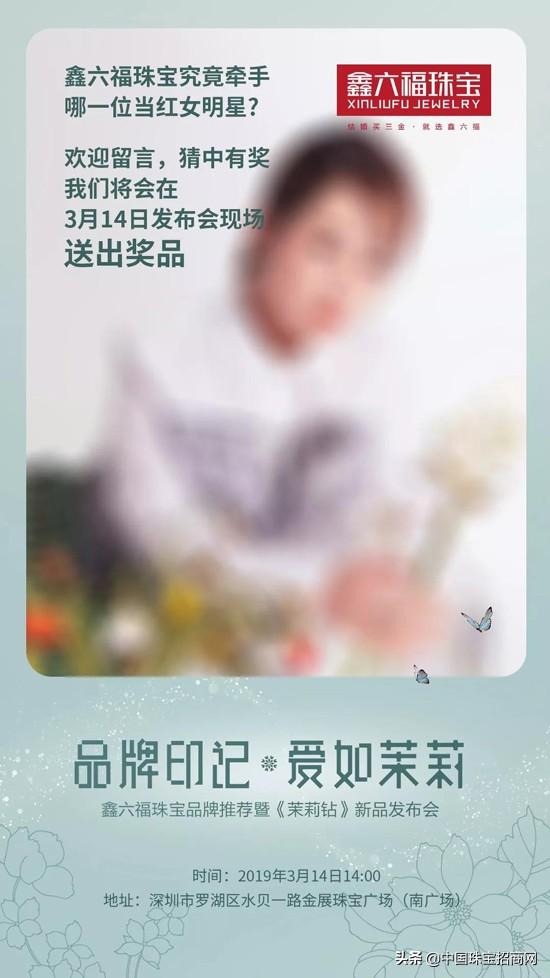 鑫六福珠宝究竟牵手
哪一位当红女明星?
鑫六福珠宝
XINLIUFU JEWELRY
结婚买三金·就选鑫六福
欢迎留言，猜中有奖
我们将会在
3月14日发布会现场
送出奖品
品牌印记 爱如茉莉
鑫六福珠宝品牌推荐暨《茉莉钻》新品发布会
时间：2019年3月14日14:00
地址：深圳市罗湖区水贝一路金展珠宝广场（南广场）
头条@中国珠宝招商网